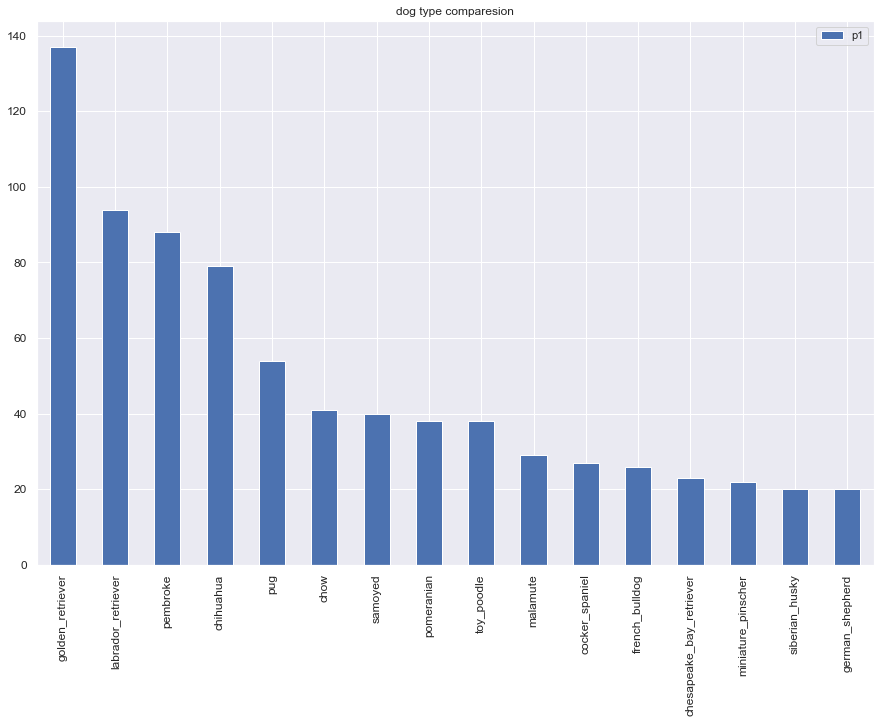 dog type comparesion
p1
140
120
100
80
60
40
20
0
golden_retriever
labrador_retriever
pembroke
chihuahua
pug
chow
samoyed
pomeranian
toy_poodle
malamute
cocker_spaniel
french_bulldog
chesapeake_bay_retriever
miniature_pinscher
siberian_husky
german_shepherd